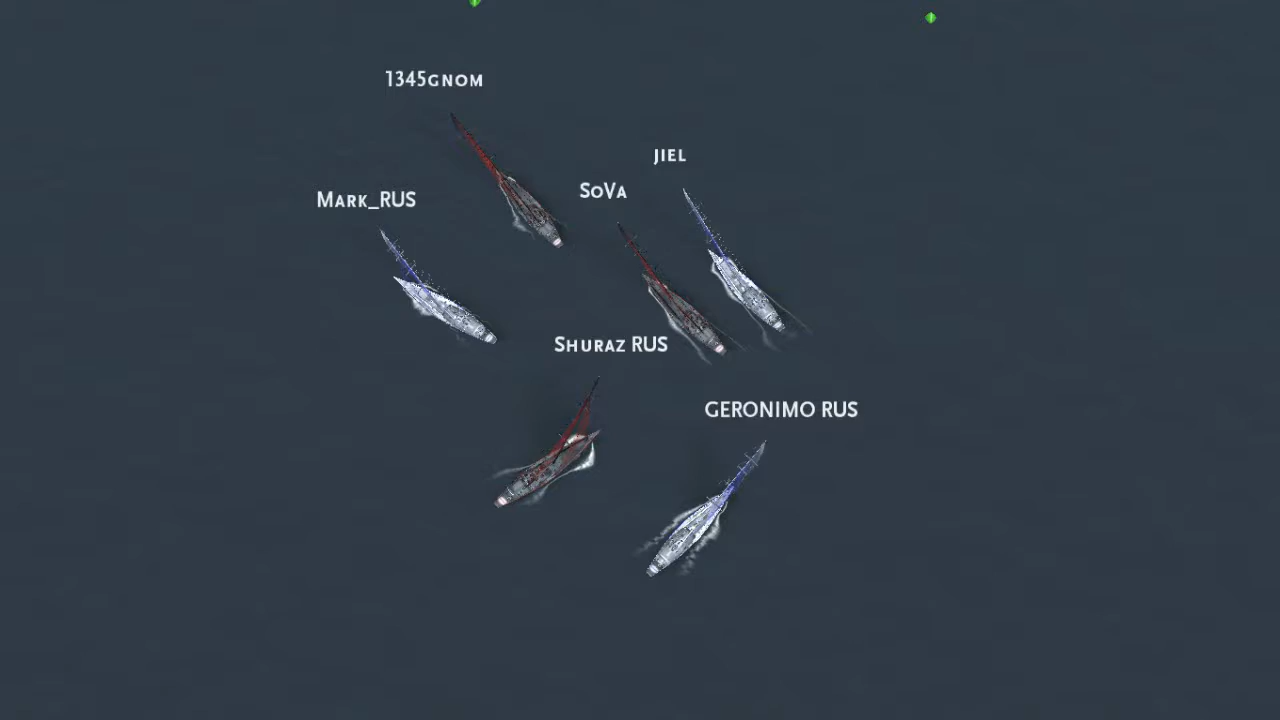 1345gnom
jiel
SoVa
Mark_RUS
Shuraz RUS
GERONIMO RUS